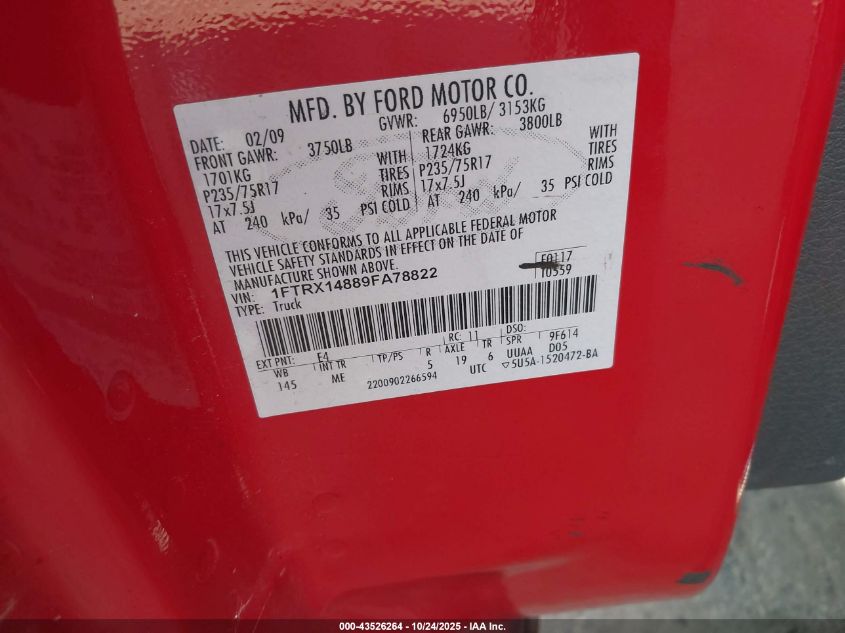 MFD. BY FORD MOTOR CO.
DATE: 02/09 GVWR: 6950LB/ 3153KG
FRONT GAWR: 3750LB REAR GAWR: 3800LB
1701KG WITH 1724KG WITH
P235/75R17 TIRES P235/75R17 TIRES
17x7.5J RIMS 17x7.5J RIMS
AT 240 kPa/ 35 PSI COLD AT 240 kPa/ 35 PSI COLD
THIS VEHICLE CONFORMS TO ALL APPLICABLE FEDERAL MOTOR
VEHICLE SAFETY STANDARDS IN EFFECT ON THE DATE OF
MANUFACTURE SHOWN ABOVE.
VIN: 1FTRX14889FA78822
TYPE: Truck
F0117
T0559
EXT PNT: E4 RC: 11 DSO: 9F614
WB INT TR TP/PS R AXLE TR SPR
145 ME 5 19 6 UUAA D05
2200902266594 UTC ▽5U5A-1520472-BA
000-43526264 • 10/24/2025 • IAA Inc.